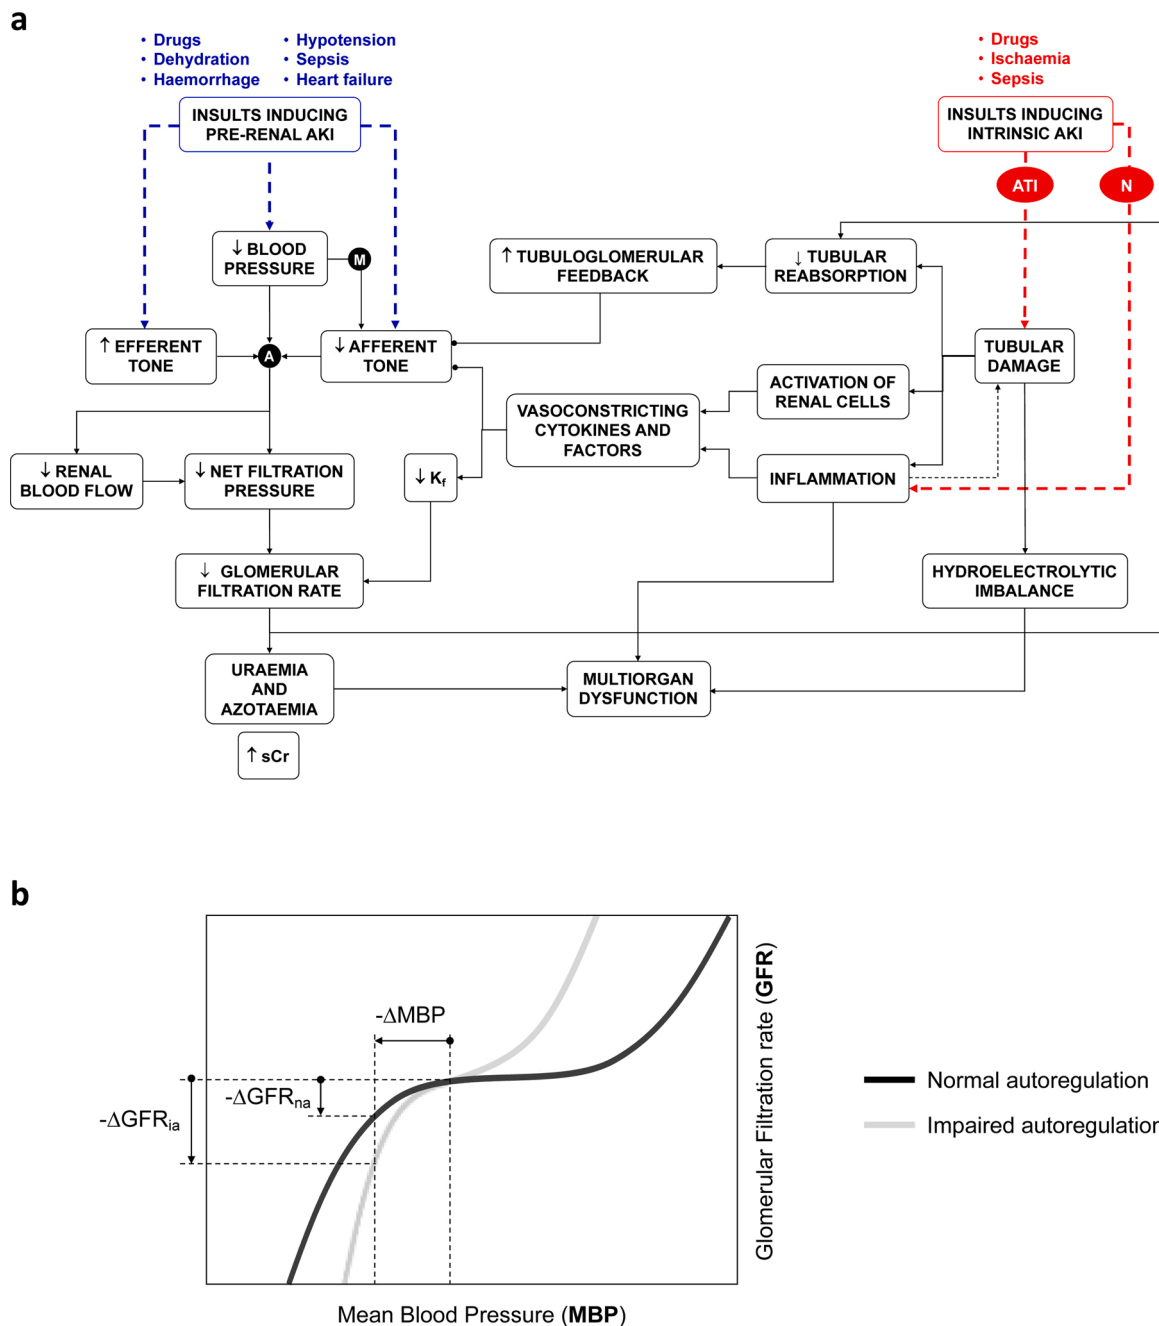 a
• Drugs
• Dehydration
• Haemorrhage
• Hypotension
• Sepsis
• Heart failure
• Drugs
• Ischaemia
• Sepsis
INSULTS INDUCING
PRE-RENAL AKI
INSULTS INDUCING
INTRINSIC AKI
ATI
N
↓ BLOOD
PRESSURE
M
↑ TUBULOGLOMERULAR
FEEDBACK
↓ TUBULAR
REABSORPTION
↑ EFFERENT
TONE
A
↓ AFFERENT
TONE
TUBULAR
DAMAGE
ACTIVATION OF
RENAL CELLS
VASOCONSTRICTING
CYTOKINES AND
FACTORS
↓ RENAL
BLOOD FLOW
↓ NET FILTRATION
PRESSURE
↓ Kf
INFLAMMATION
↓ GLOMERULAR
FILTRATION RATE
HYDROELECTROLYTIC
IMBALANCE
URAEMIA
AND
AZOTAEMIA
MULTIORGAN
DYSFUNCTION
↑ sCr
b
-ΔMBP
-ΔGFRna
-ΔGFRia
Glomerular Filtration rate (GFR)
Normal autoregulation
Impaired autoregulation
Mean Blood Pressure (MBP)